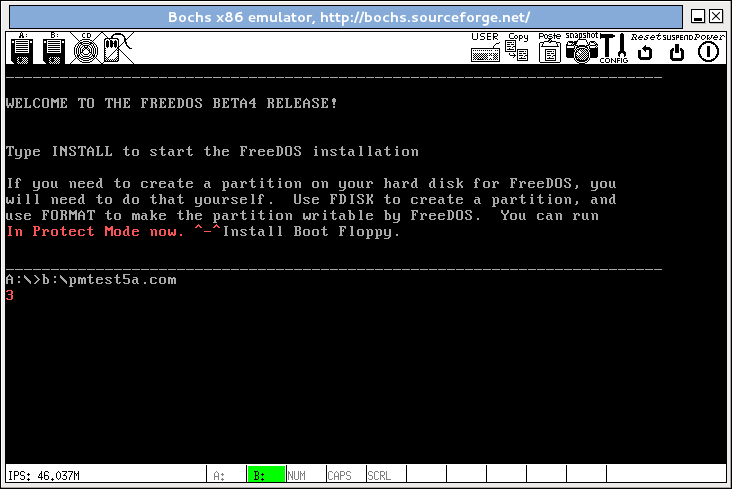 Bochs x86 emulator, http://bochs.sourceforge.net/
A: B: CD USER Copy Paste snapshot CONFIG Reset SUSPEND Power
WELCOME TO THE FREEDOS BETA4 RELEASE!
Type INSTALL to start the FreeDOS installation
If you need to create a partition on your hard disk for FreeDOS, you
will need to do that yourself.  Use FDISK to create a partition, and
use FORMAT to make the partition writable by FreeDOS.  You can run
In Protect Mode now. ^-^Install Boot Floppy.
A:\>b:\pmtest5a.com
3
IPS: 46.037M A: B: NUM CAPS SCRL